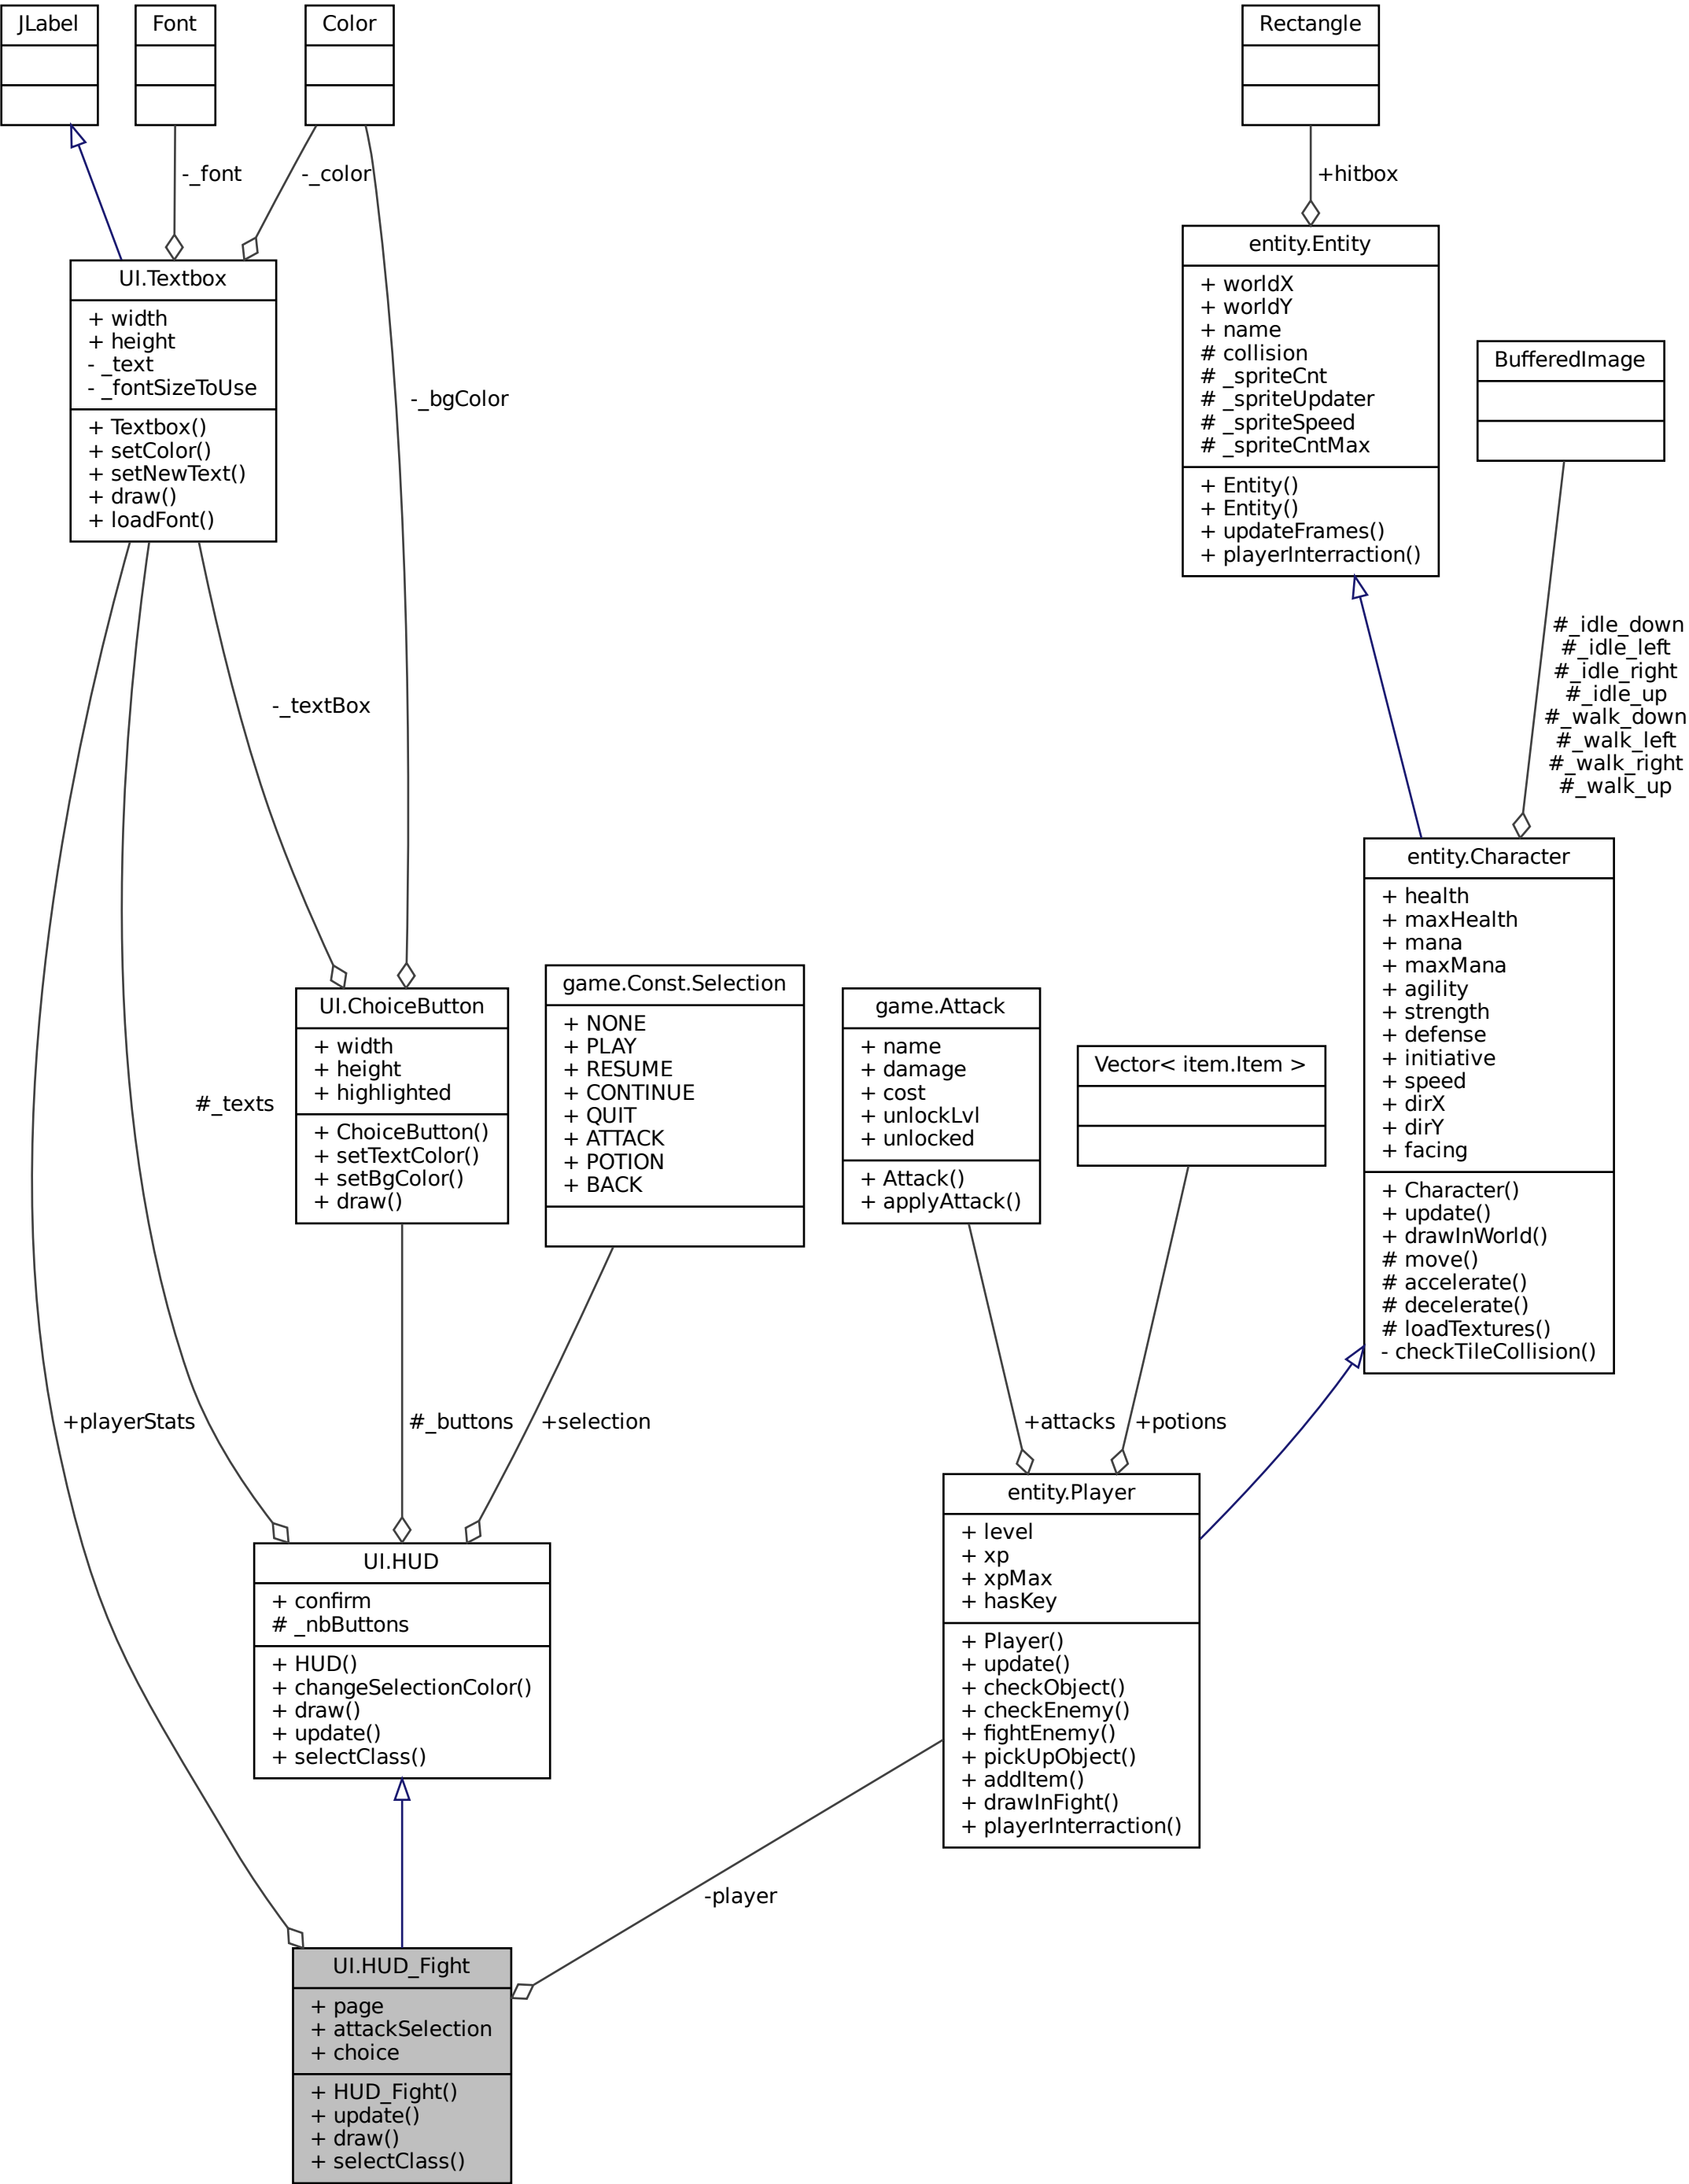 JLabel
Font
Color
Rectangle
-_font
-_color
+hitbox
entity.Entity
+ worldX
+ worldY
+ name
# collision
# _spriteCnt
# _spriteUpdater
# _spriteSpeed
# _spriteCntMax
+ Entity()
+ Entity()
+ updateFrames()
+ playerInterraction()
UI.Textbox
+ width
+ height
- _text
- _fontSizeToUse
+ Textbox()
+ setColor()
+ setNewText()
+ draw()
+ loadFont()
-_bgColor
BufferedImage
#_idle_down
#_idle_left
#_idle_right
#_idle_up
#_walk_down
#_walk_left
#_walk_right
#_walk_up
-_textBox
entity.Character
+ health
+ maxHealth
+ mana
+ maxMana
+ agility
+ strength
+ defense
+ initiative
+ speed
+ dirX
+ dirY
+ facing
+ Character()
+ update()
+ drawInWorld()
# move()
# accelerate()
# decelerate()
# loadTextures()
- checkTileCollision()
#_texts
UI.ChoiceButton
+ width
+ height
+ highlighted
+ ChoiceButton()
+ setTextColor()
+ setBgColor()
+ draw()
game.Const.Selection
+ NONE
+ PLAY
+ RESUME
+ CONTINUE
+ QUIT
+ ATTACK
+ POTION
+ BACK
game.Attack
+ name
+ damage
+ cost
+ unlockLvl
+ unlocked
+ Attack()
+ applyAttack()
Vector< item.Item >
+playerStats
#_buttons
+selection
+attacks
+potions
UI.HUD
+ confirm
# _nbButtons
+ HUD()
+ changeSelectionColor()
+ draw()
+ update()
+ selectClass()
entity.Player
+ level
+ xp
+ xpMax
+ hasKey
+ Player()
+ update()
+ checkObject()
+ checkEnemy()
+ fightEnemy()
+ pickUpObject()
+ addItem()
+ drawInFight()
+ playerInterraction()
-player
UI.HUD_Fight
+ page
+ attackSelection
+ choice
+ HUD_Fight()
+ update()
+ draw()
+ selectClass()